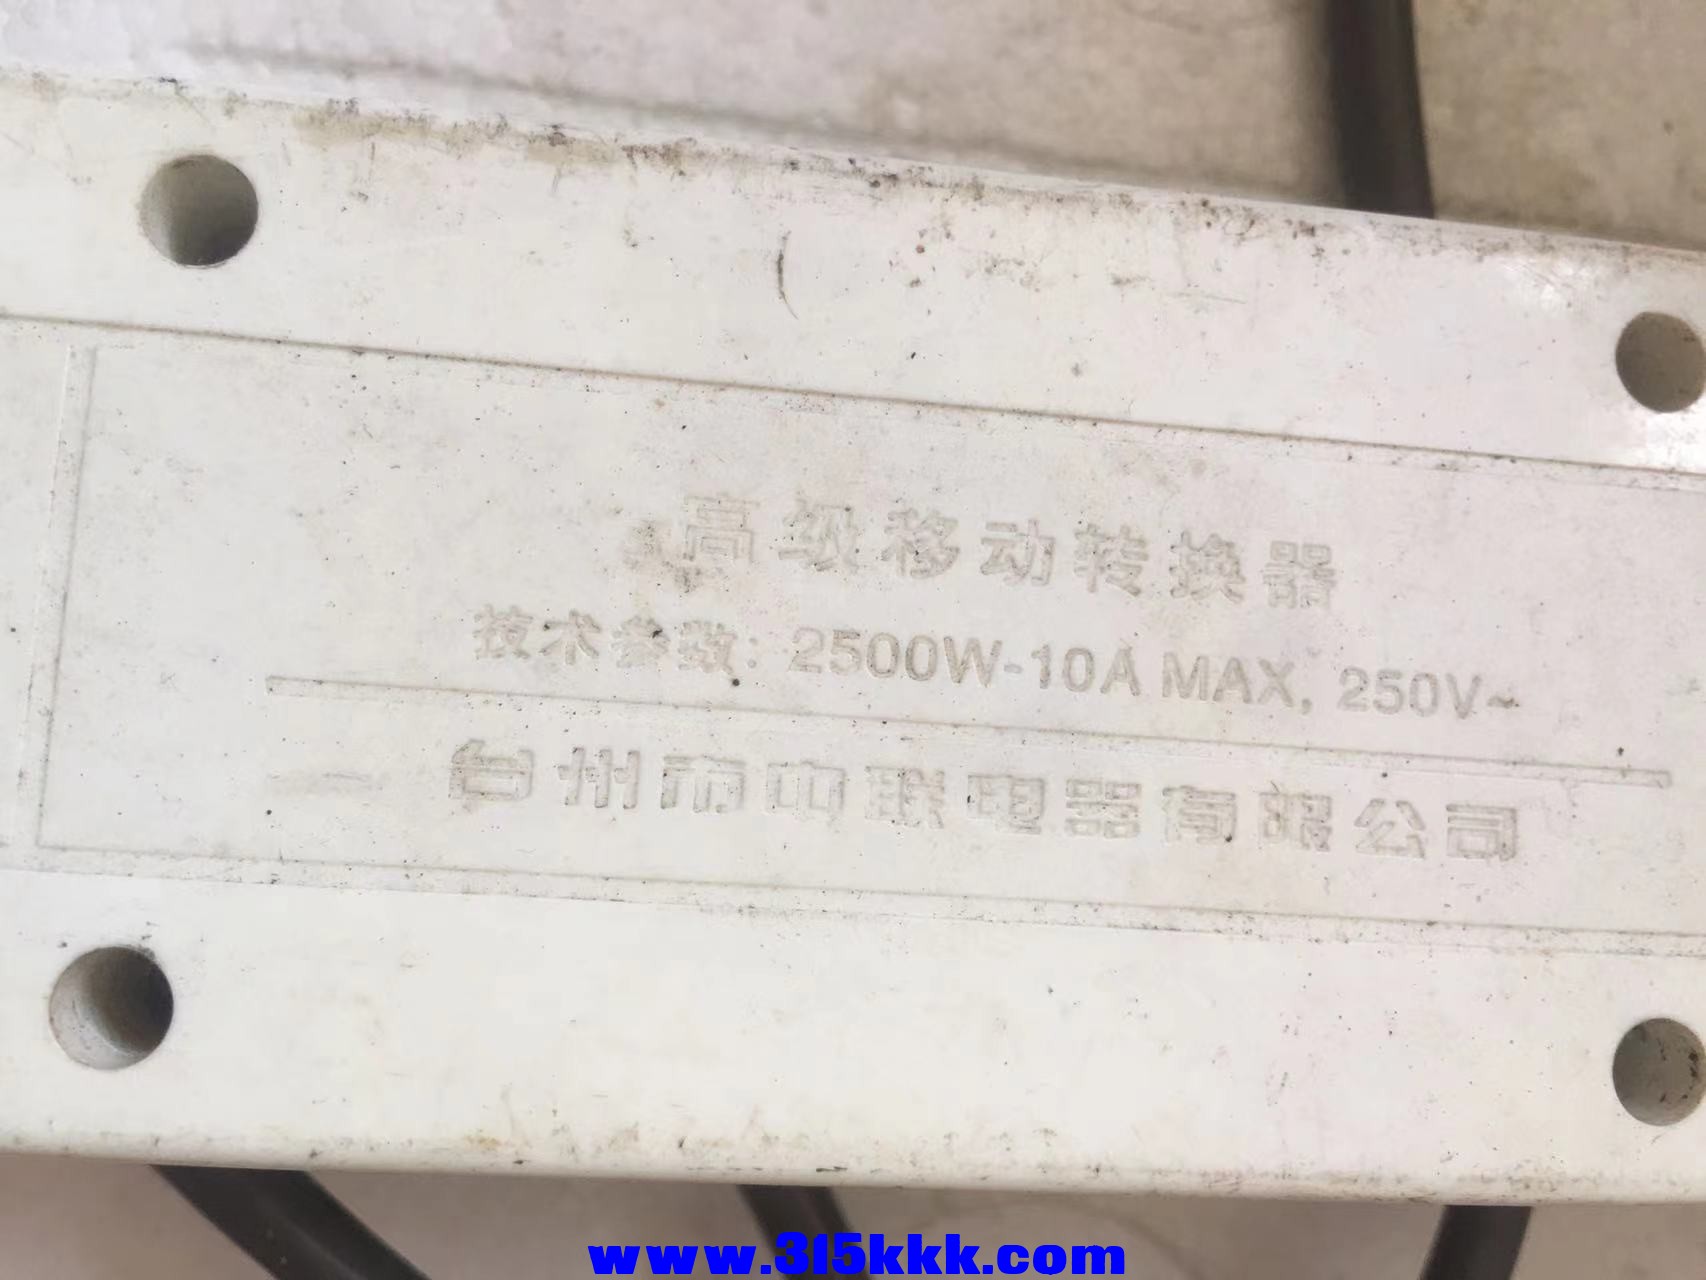 高级移动转换器
技术参数: 2500W-10A MAX, 250V~
台州市中联电器有限公司
www.315kkk.com